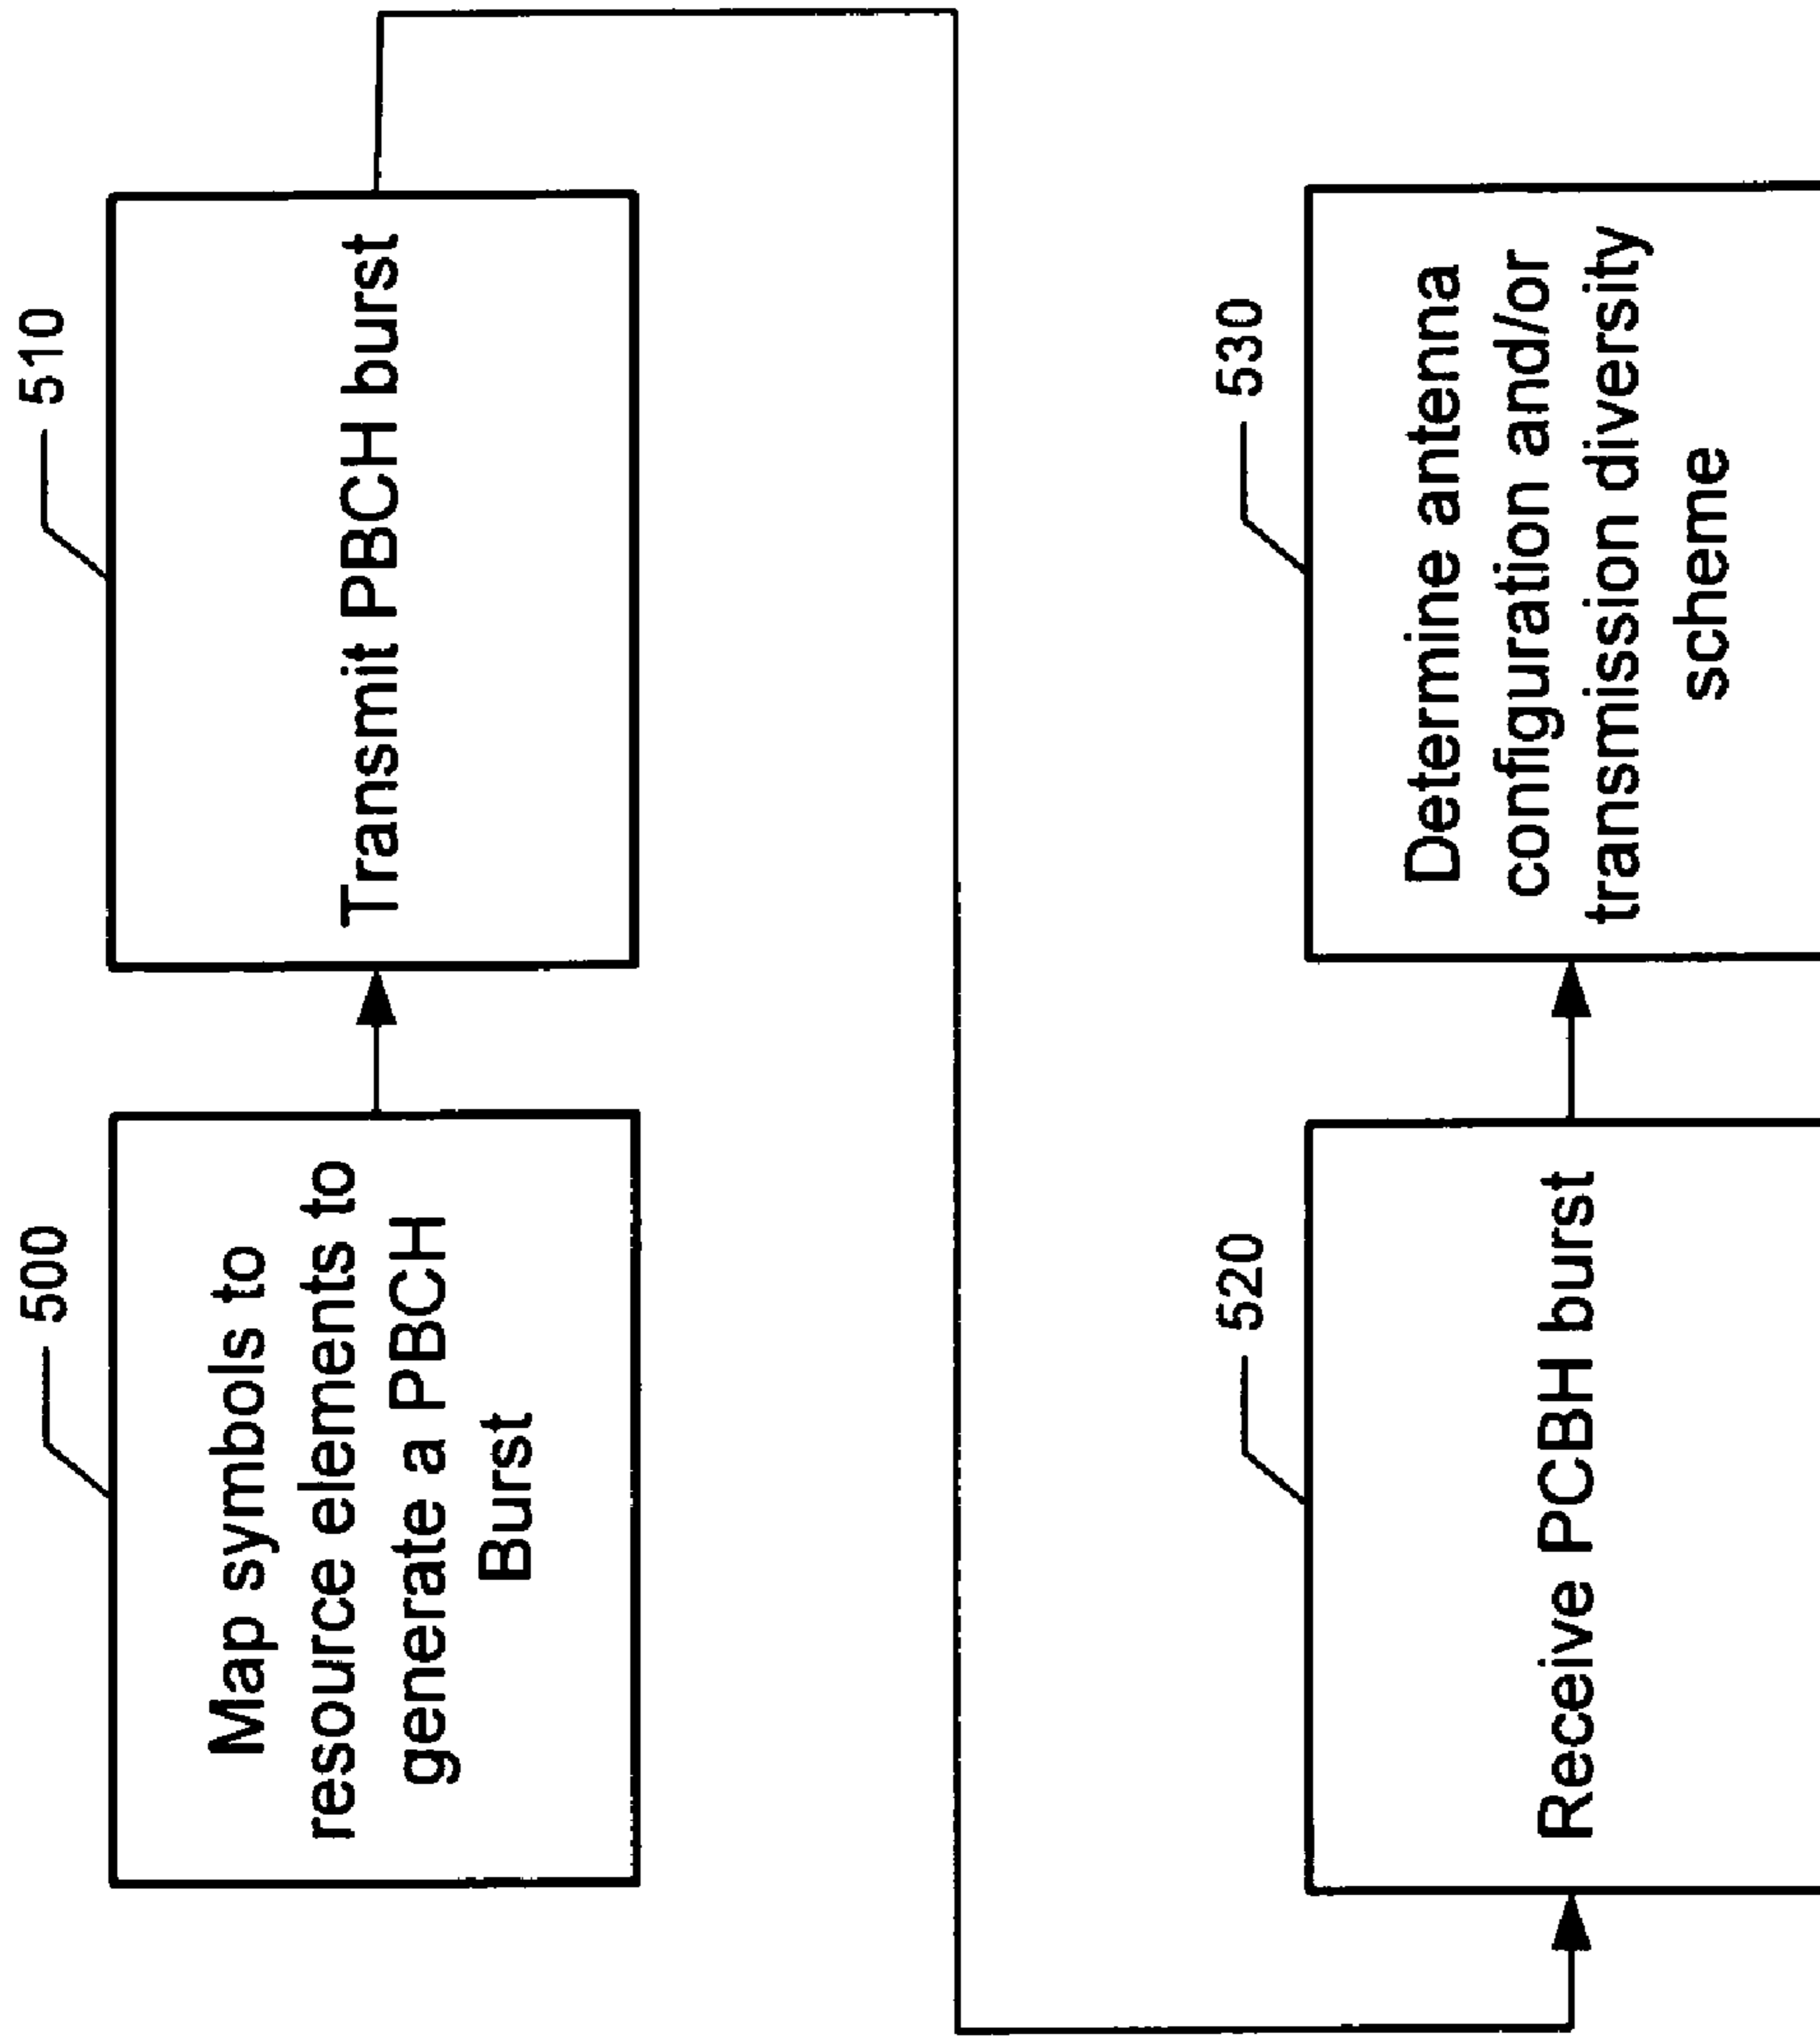 500
Map symbols to
resource elements to
generate a PBCH
Burst
510
Transmit PBCH burst
520
Receive PCBH burst
530
Determine antenna
configuration and/or
transmission diversity
scheme